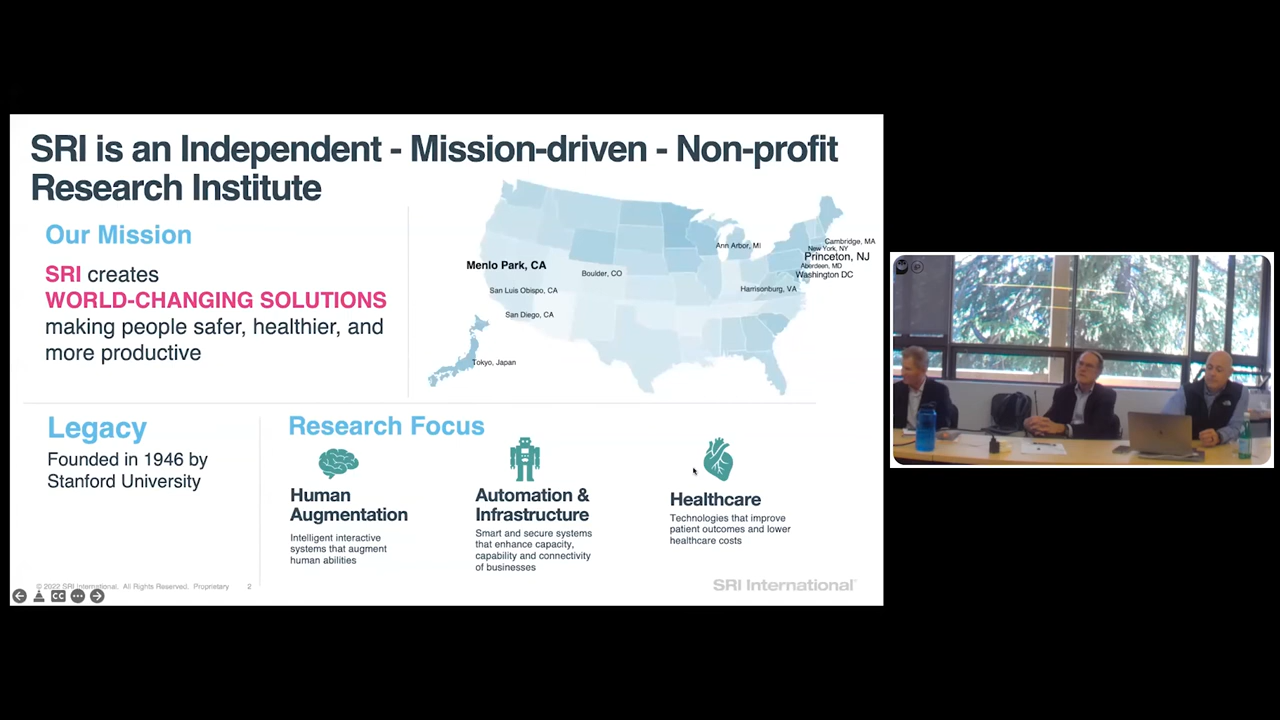 SRI is an Independent - Mission-driven - Non-profit
Research Institute
Our Mission
SRI creates
WORLD-CHANGING SOLUTIONS
making people safer, healthier, and
more productive
Menlo Park, CA
San Luis Obispo, CA
San Diego, CA
Tokyo, Japan
Boulder, CO
Ann Arbor, MI
Cambridge, MA
New York, NY
Princeton, NJ
Aberdeen, MD
Washington DC
Harrisonburg, VA
Legacy
Founded in 1946 by
Stanford University
Research Focus
Human
Augmentation
Intelligent interactive
systems that augment
human abilities
Automation &
Infrastructure
Smart and secure systems
that enhance capacity,
capability and connectivity
of businesses
Healthcare
Technologies that improve
patient outcomes and lower
healthcare costs
© 2022 SRI International. All Rights Reserved. Proprietary 2
CC
SRI International